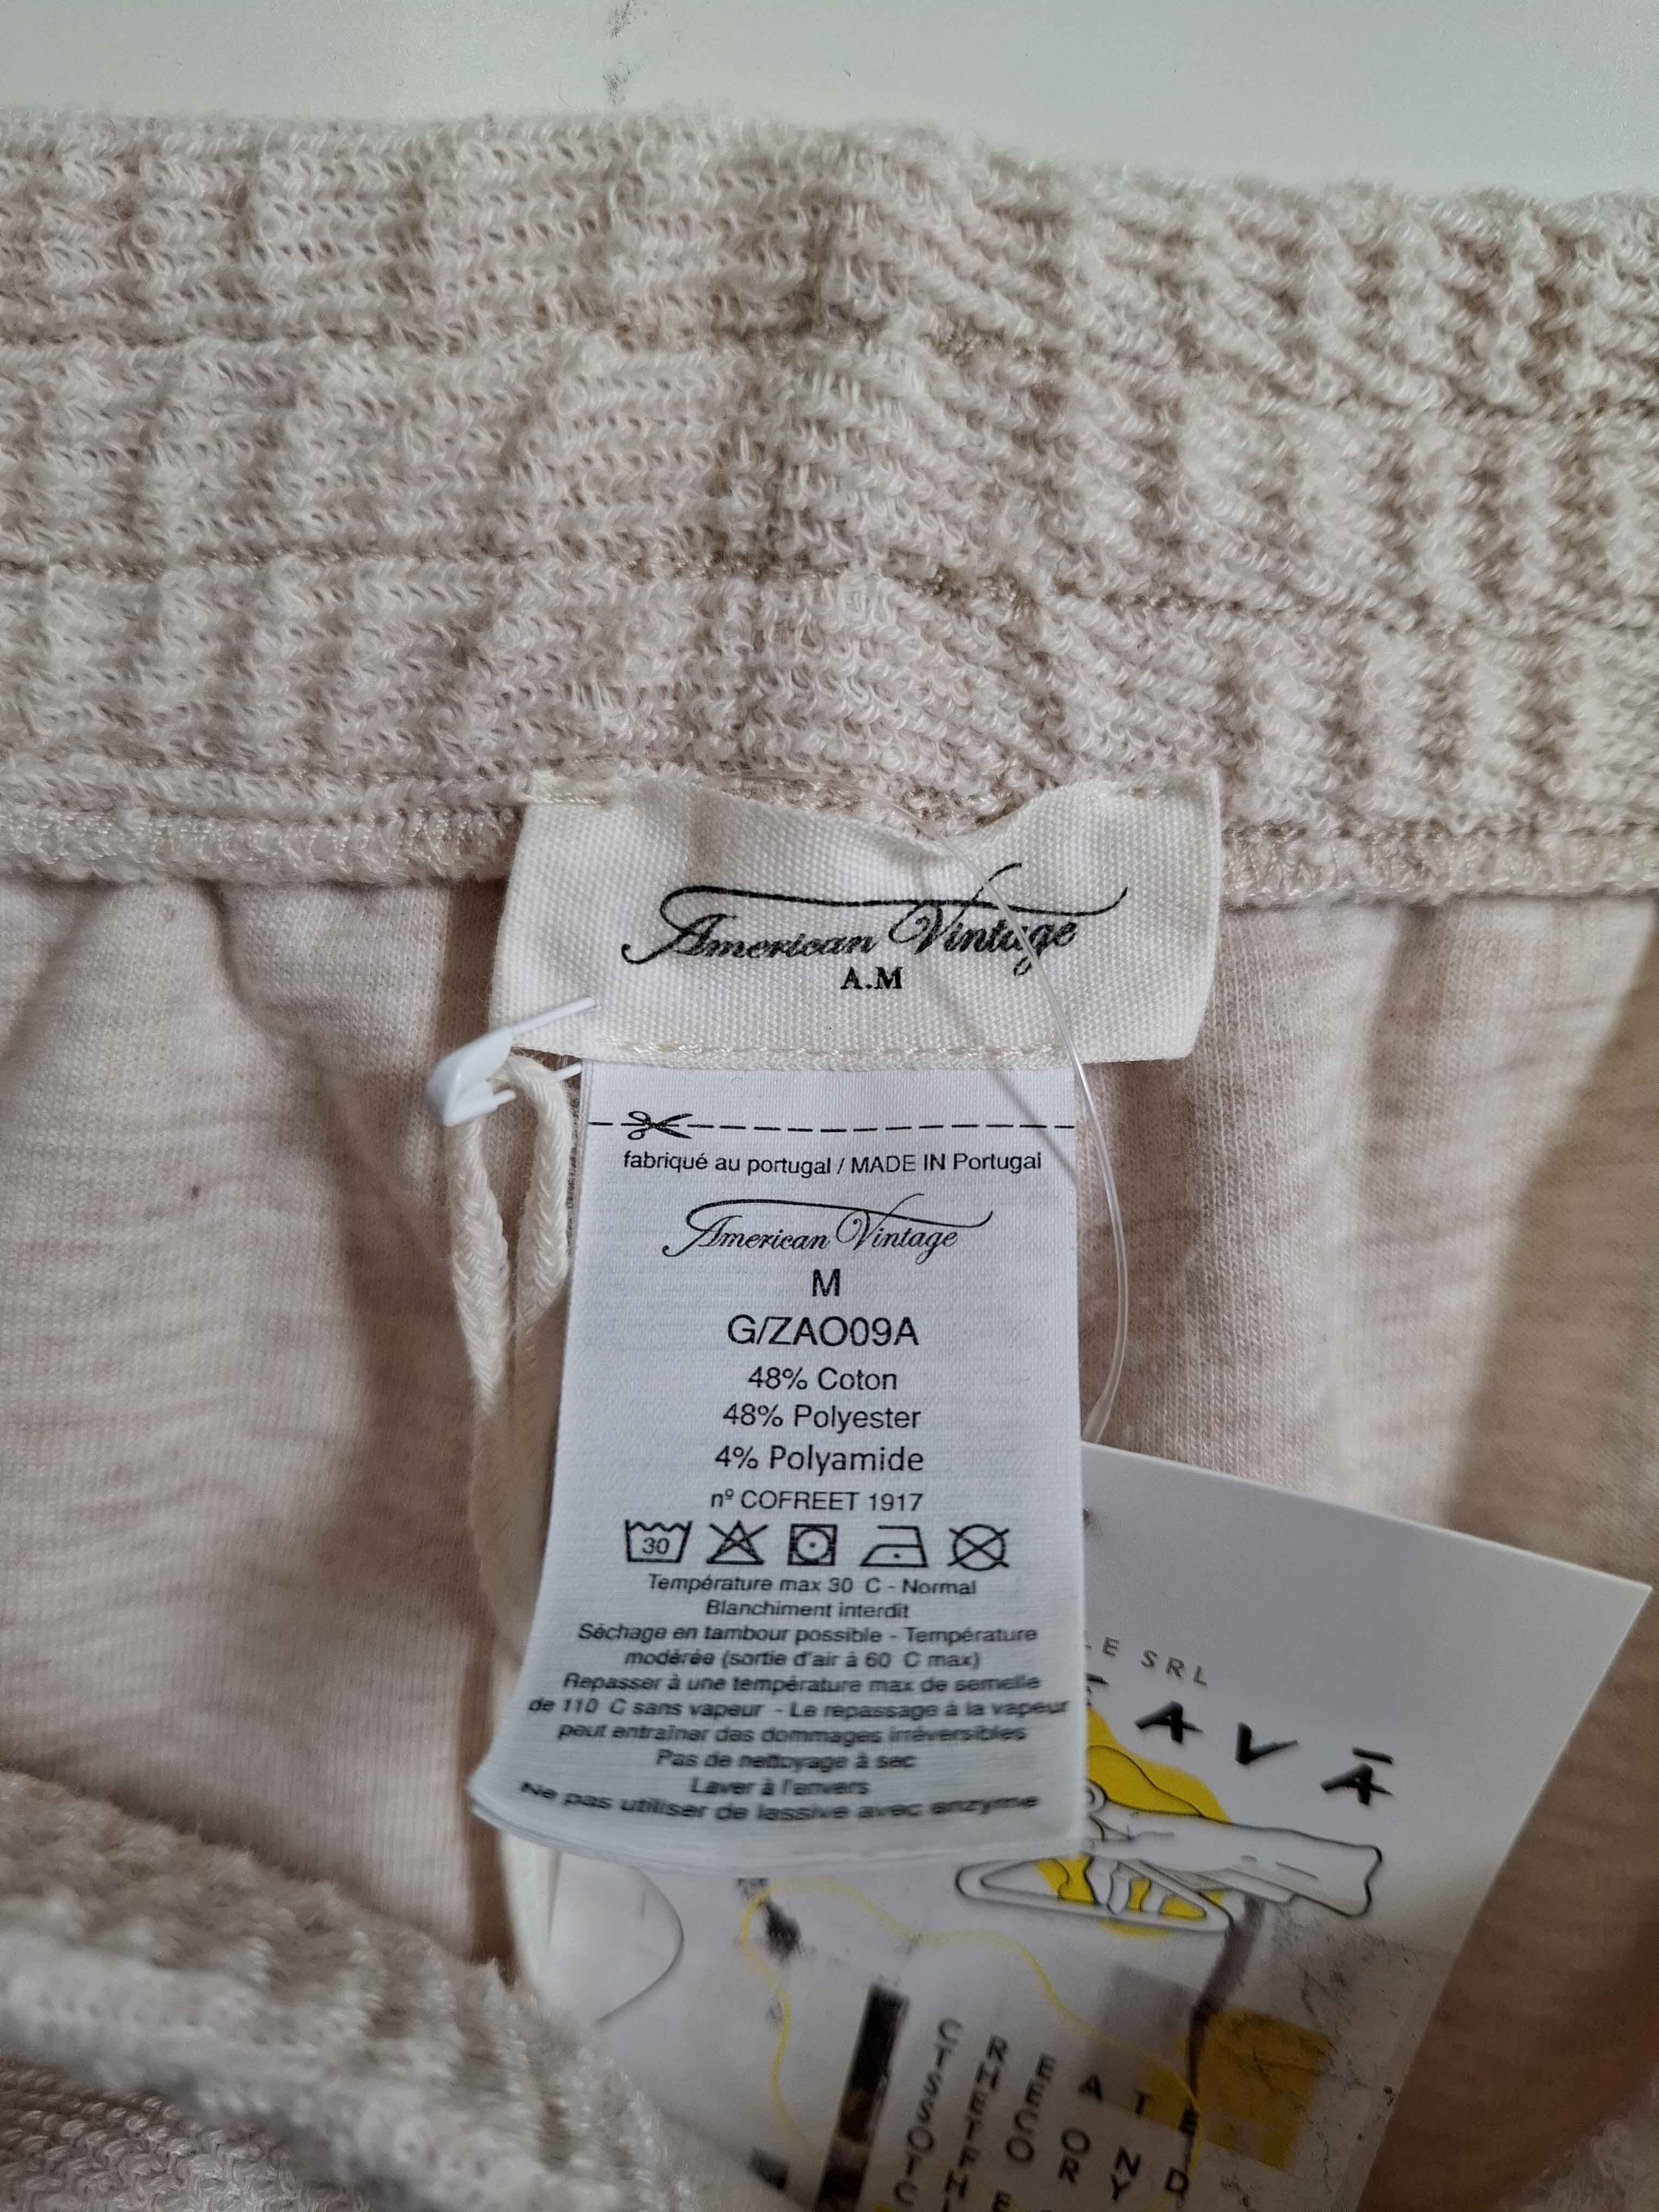 American Vintage
A.M
fabriqué au portugal / MADE IN Portugal
American Vintage
M
G/ZAO09A
48% Coton
48% Polyester
4% Polyamide
nº COFREET 1917
30
Température max 30 C - Normal
Blanchiment interdit
Séchage en tambour possible - Température
modérée (sortie d'air à 60 C max)
Repasser à une température max de semelle
de 110 C sans vapeur - Le repassage à la vapeur
peut entraîner des dommages irréversibles
Pas de nettoyage à sec
Laver à l'envers
Ne pas utiliser de lassive avec enzyme
SRL